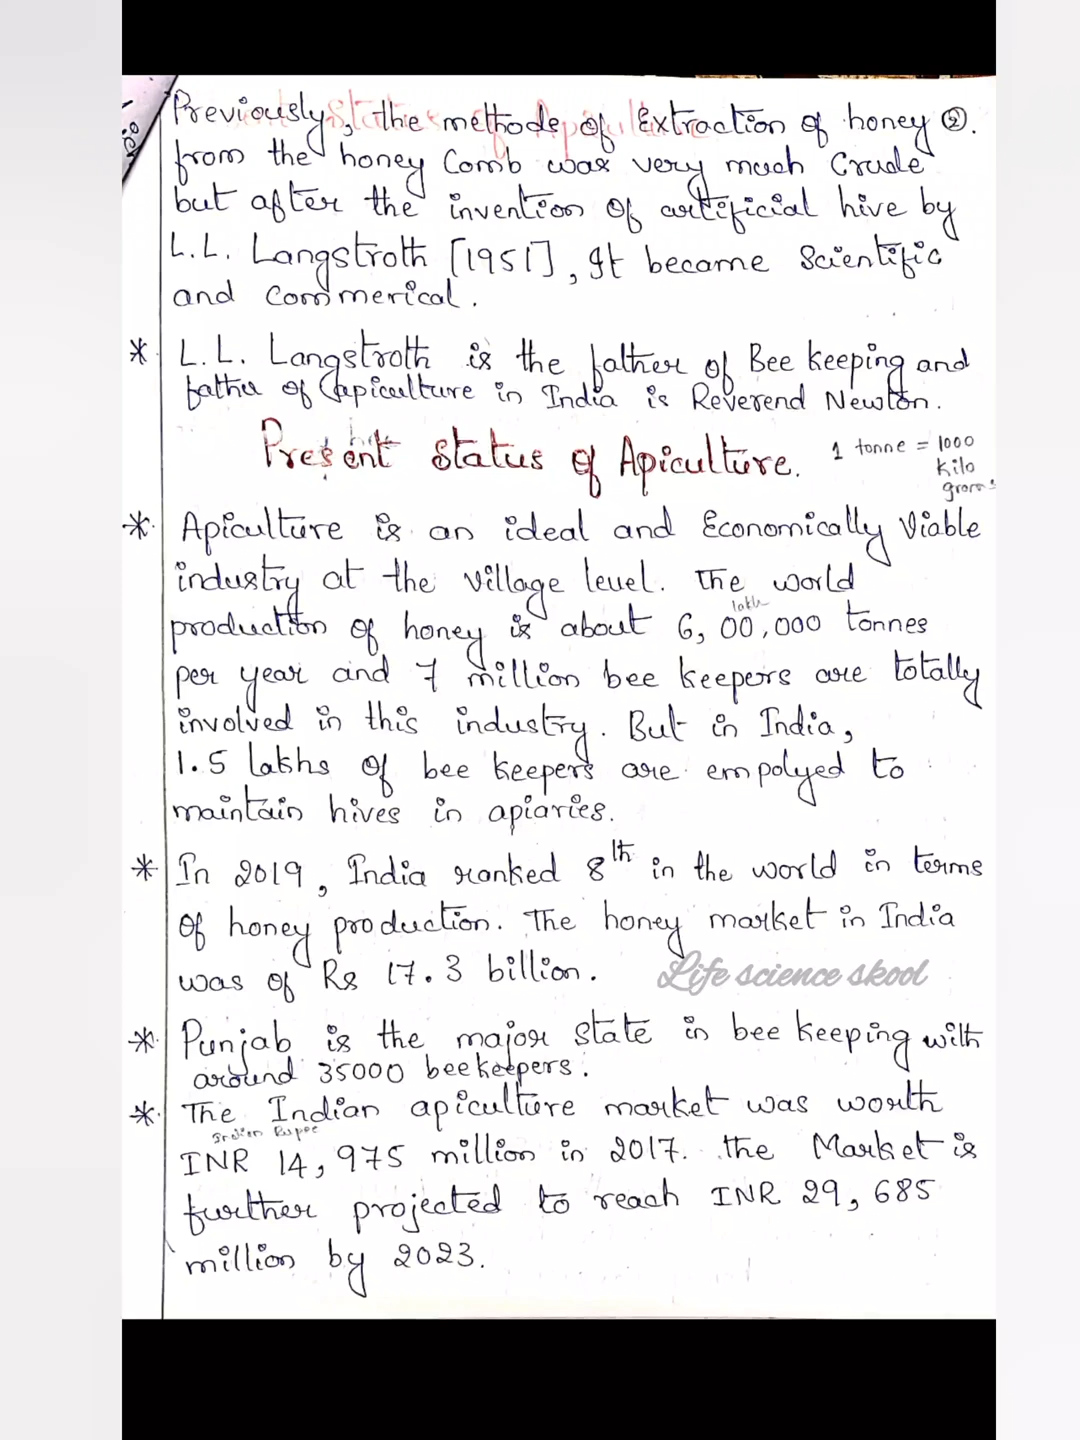 Previously, the methods of Extraction of honey ②.
from the honey Comb was very much Crude
but after the invention of artificial hive by
L.L. Langstroth [1951], It became Scientific
and Commerical.
* L.L. Langstroth is the father of Bee keeping and
father of apiculture in India is Reverend Newton.
Present Status of Apiculture.
1 tonne = 1000
kilo
grams
* Apiculture is an ideal and Economically Viable
industry at the village level. The world
lakh
production of honey is about 6,00,000 tonnes
per year and 7 million bee keepers are totally
involved in this industry. But in India,
1.5 lakhs of bee keepers are empolyed to
maintain hives in apiaries.
* In 2019, India ranked 8th in the world in terms
of honey production. The honey market in India
was of Rs 17.3 billion.
Life science skool
* Punjab is the major state in bee keeping with
around 35000 beekeepers.
* The Indian apiculture market was worth
Indian Rupee
INR 14,975 million in 2017. the Market is
further projected to reach INR 29,685
million by 2023.